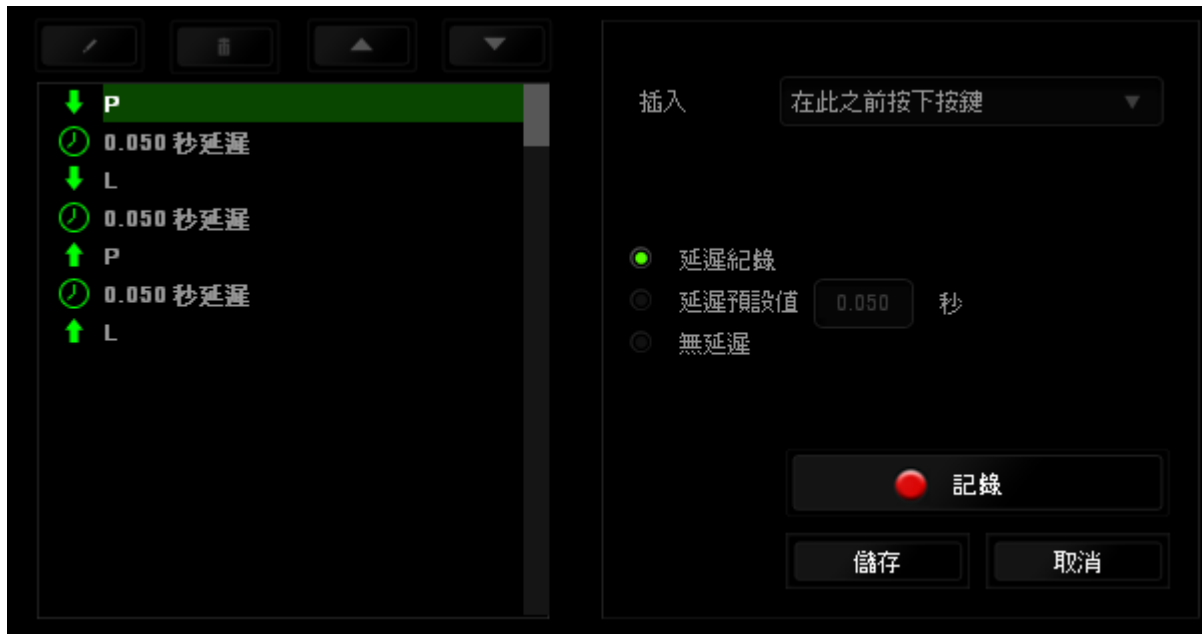 P
0.050 秒延遲
L
0.050 秒延遲
P
0.050 秒延遲
L
插入 在此之前按下按鍵
延遲紀錄
延遲預設值 0.050 秒
無延遲
記錄
儲存 取消